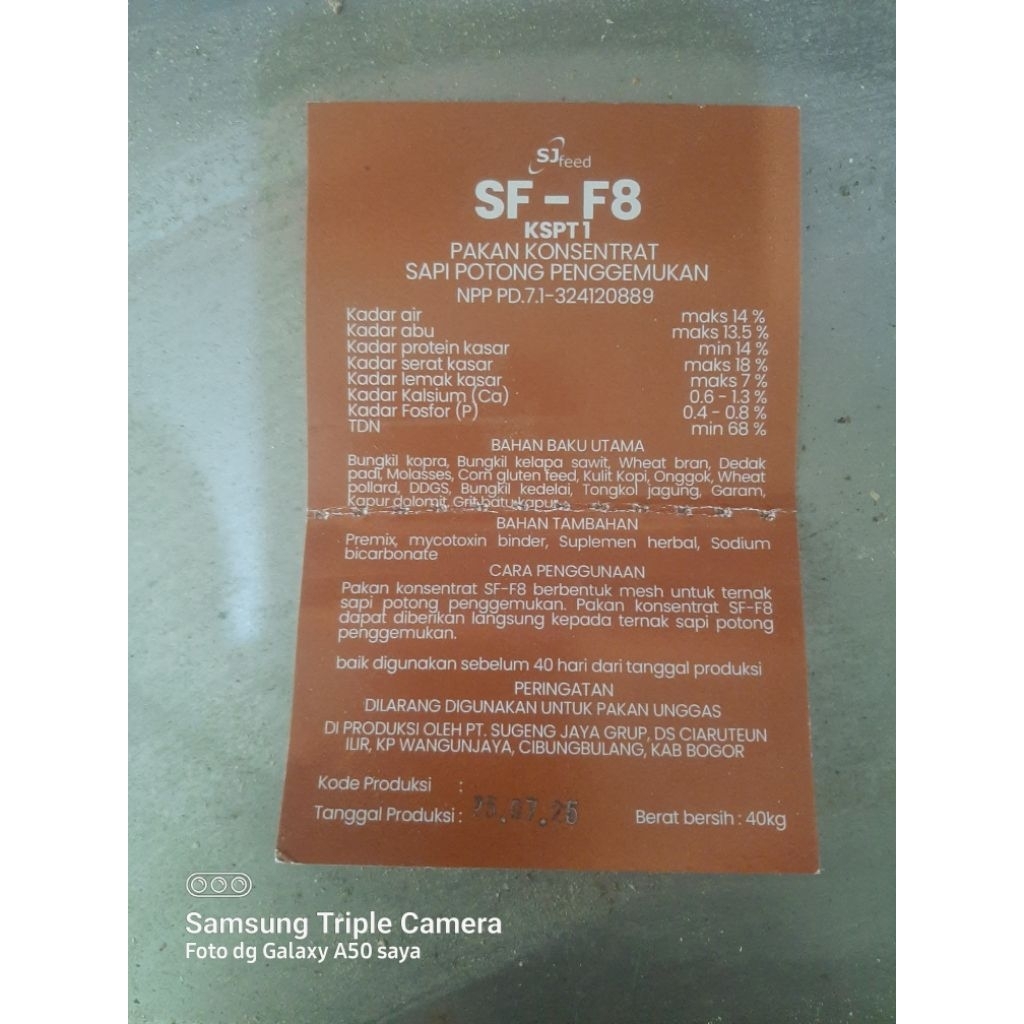 SJfeed
SF - F8
KSPT 1
PAKAN KONSENTRAT
SAPI POTONG PENGGEMUKAN
NPP PD.7.1-324120889
Kadar air maks 14 %
Kadar abu maks 13.5 %
Kadar protein kasar min 14 %
Kadar serat kasar maks 18 %
Kadar lemak kasar maks 7 %
Kadar Kalsium (Ca) 0.6 - 1.3 %
Kadar Fosfor (P) 0.4 - 0.8 %
TDN min 68 %
BAHAN BAKU UTAMA
Bungkil kopra, Bungkil kelapa sawit, Wheat bran, Dedak
padi, Molasses, Corn gluten feed, Kulit Kopi, Onggok, Wheat
pollard, DDGS, Bungkil kedelai, Tongkol jagung, Garam,
Kapur dolomit, Grit batu kapur
BAHAN TAMBAHAN
Premix, mycotoxin binder, Suplemen herbal, Sodium
bicarbonate
CARA PENGGUNAAN
Pakan konsentrat SF-F8 berbentuk mesh untuk ternak
sapi potong penggemukan. Pakan konsentrat SF-F8
dapat diberikan langsung kepada ternak sapi potong
penggemukan.
baik digunakan sebelum 40 hari dari tanggal produksi
PERINGATAN
DILARANG DIGUNAKAN UNTUK PAKAN UNGGAS
DI PRODUKSI OLEH PT. SUGENG JAYA GRUP, DS CIARUTEUN
ILIR, KP WANGUNJAYA, CIBUNGBULANG, KAB BOGOR
Kode Produksi :
Tanggal Produksi : Berat bersih : 40kg
Samsung Triple Camera
Foto dg Galaxy A50 saya